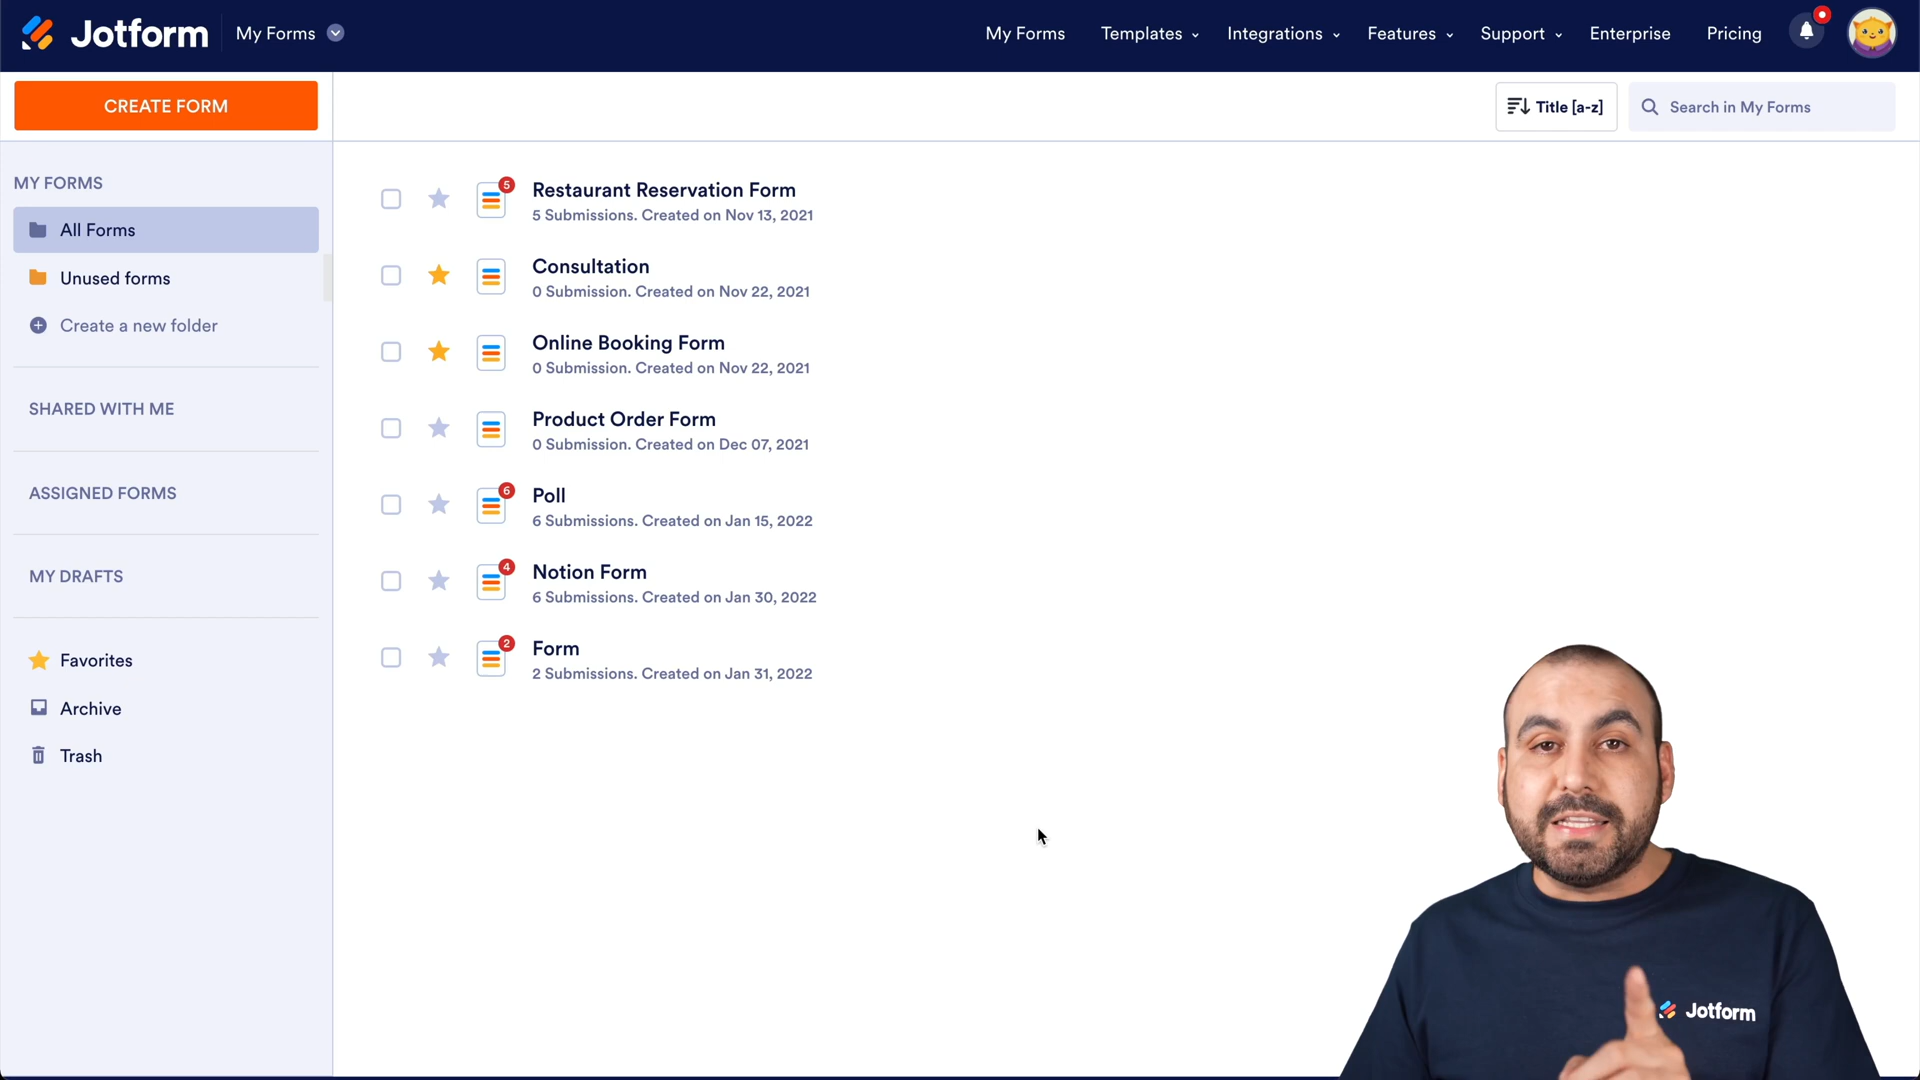 Jotform
My Forms
My Forms
Templates
Integrations
Features
Support
Enterprise
Pricing
CREATE FORM
Title [a-z]
Search in My Forms
MY FORMS
All Forms
Unused forms
Create a new folder
SHARED WITH ME
ASSIGNED FORMS
MY DRAFTS
Favorites
Archive
Trash
5
Restaurant Reservation Form
5 Submissions. Created on Nov 13, 2021
Consultation
0 Submission. Created on Nov 22, 2021
Online Booking Form
0 Submission. Created on Nov 22, 2021
Product Order Form
0 Submission. Created on Dec 07, 2021
6
Poll
6 Submissions. Created on Jan 15, 2022
4
Notion Form
6 Submissions. Created on Jan 30, 2022
2
Form
2 Submissions. Created on Jan 31, 2022
Jotform